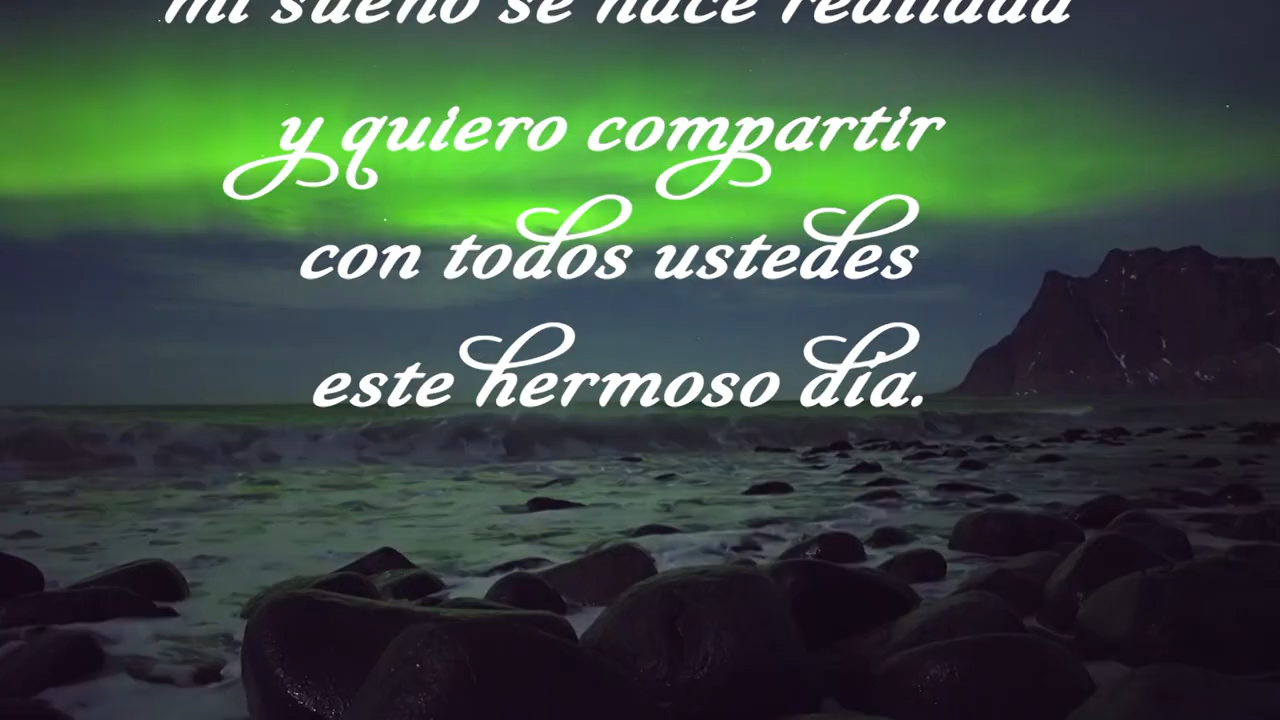 mi sueño se hace realidad
y quiero compartir
con todos ustedes
este hermoso día.